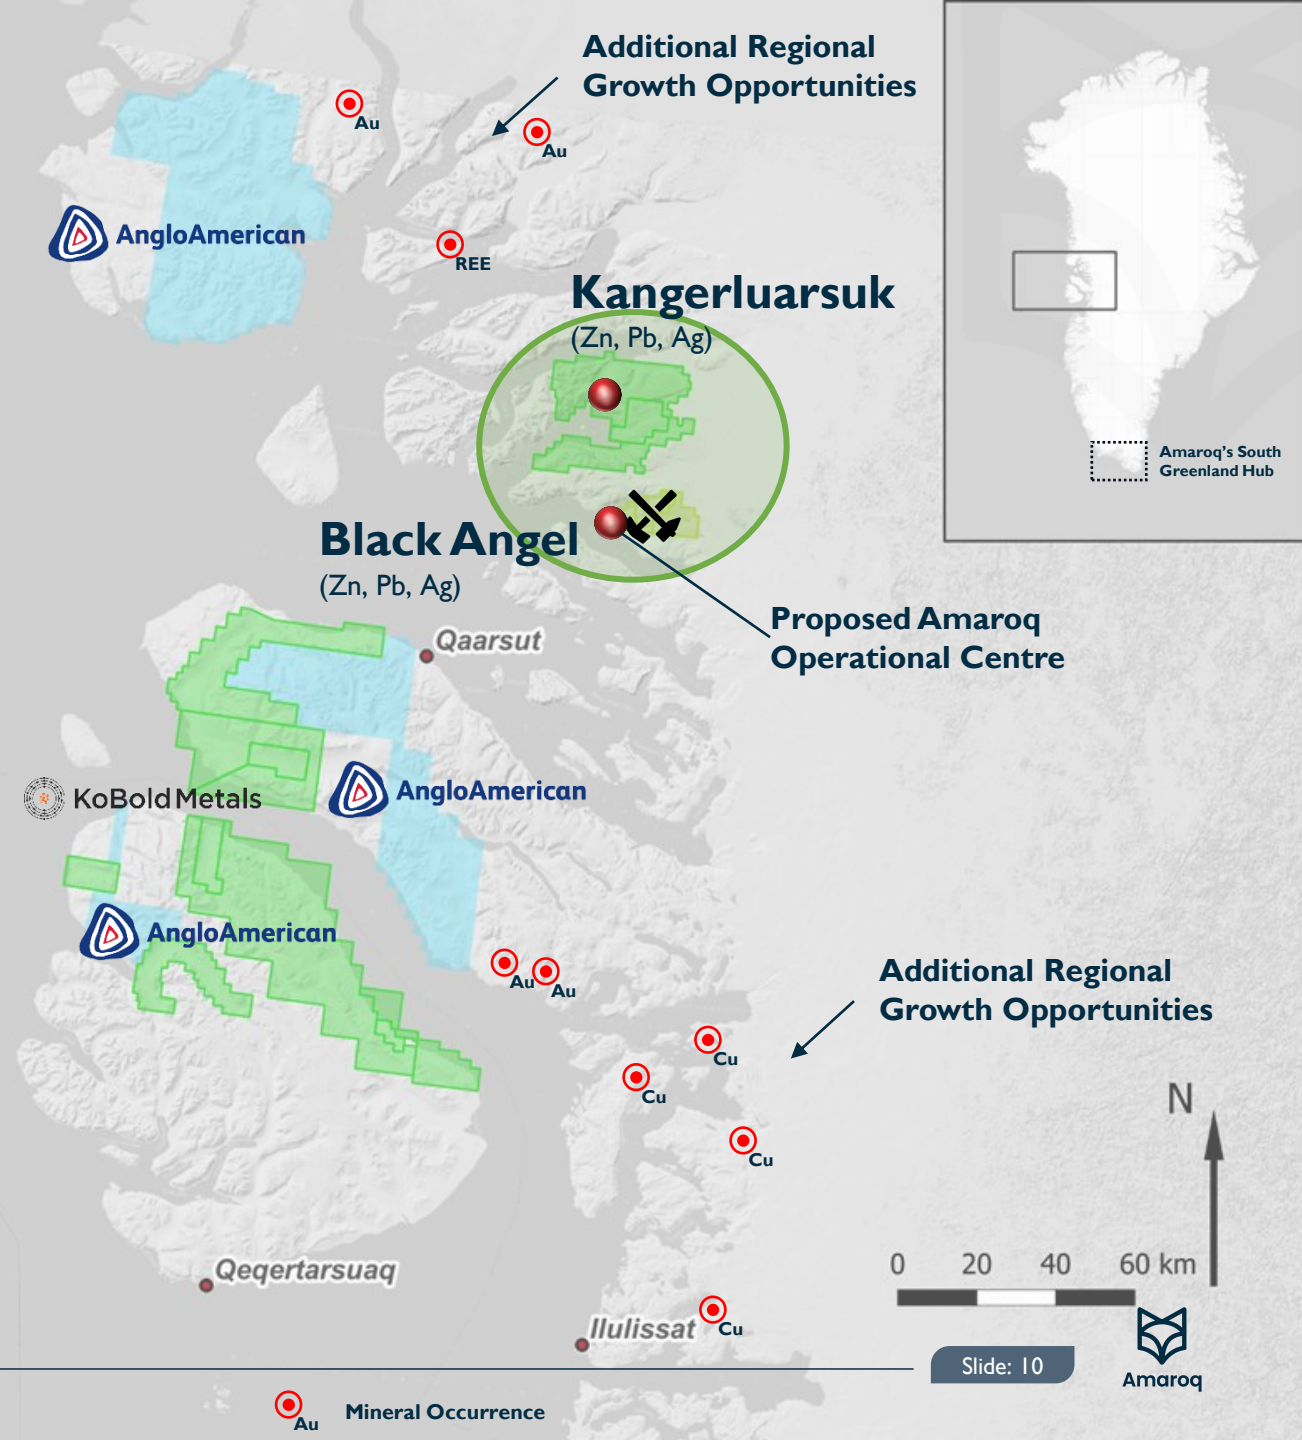 Additional Regional
Growth Opportunities
Au
Au
AngloAmerican
REE
Kangerluarsuk
(Zn, Pb, Ag)
Amaroq's South
Greenland Hub
Black Angel
(Zn, Pb, Ag)
Proposed Amaroq
Operational Centre
Qaarsut
KoBold Metals
AngloAmerican
AngloAmerican
Au
Au
Additional Regional
Growth Opportunities
Cu
Cu
Cu
N
0 20 40 60 km
Qeqertarsuaq
Ilulissat
Cu
Slide: 10
Amaroq
Au
Mineral Occurrence